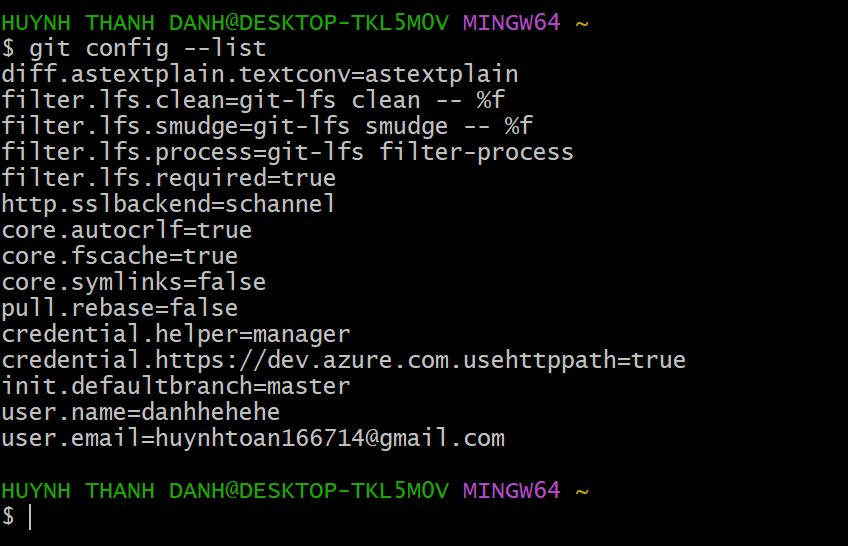 HUYNH THANH DANH@DESKTOP-TKL5M0V MINGW64 ~
$ git config --list
diff.astextplain.textconv=astextplain
filter.lfs.clean=git-lfs clean -- %f
filter.lfs.smudge=git-lfs smudge -- %f
filter.lfs.process=git-lfs filter-process
filter.lfs.required=true
http.sslbackend=schannel
core.autocrlf=true
core.fscache=true
core.symlinks=false
pull.rebase=false
credential.helper=manager
credential.https://dev.azure.com.usehttppath=true
init.defaultbranch=master
user.name=danhhehehe
user.email=huynhtoan166714@gmail.com
HUYNH THANH DANH@DESKTOP-TKL5M0V MINGW64 ~
$